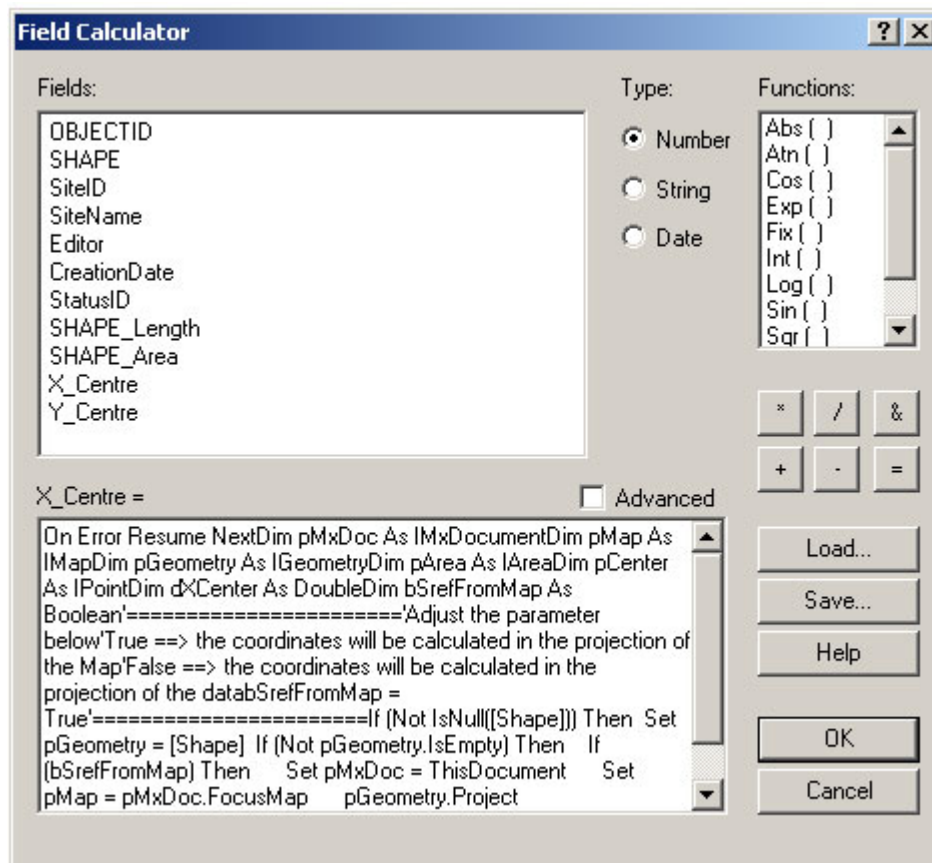 Field Calculator
Fields:
OBJECTID
SHAPE
SiteID
SiteName
Editor
CreationDate
StatusID
SHAPE_Length
SHAPE_Area
X_Centre
Y_Centre
Type:
Number
String
Date
Functions:
Abs ( )
Atn ( )
Cos ( )
Exp ( )
Fix ( )
Int ( )
Log ( )
Sin ( )
Sqr ( )
* / &
+ - =
X_Centre =
Advanced
On Error Resume NextDim pMxDoc As IMxDocumentDim pMap As
IMapDim pGeometry As IGeometryDim pArea As IAreaDim pCenter
As IPointDim dXCenter As DoubleDim bSrefFromMap As
Boolean'======================='Adjust the parameter
below'True ==> the coordinates will be calculated in the projection of
the Map'False ==> the coordinates will be calculated in the
projection of the databSrefFromMap =
True'=======================If (Not IsNull([Shape])) Then  Set
pGeometry = [Shape]  If (Not pGeometry.IsEmpty) Then    If
(bSrefFromMap) Then      Set pMxDoc = ThisDocument      Set
pMap = pMxDoc.FocusMap      pGeometry.Project
Load...
Save...
Help
OK
Cancel